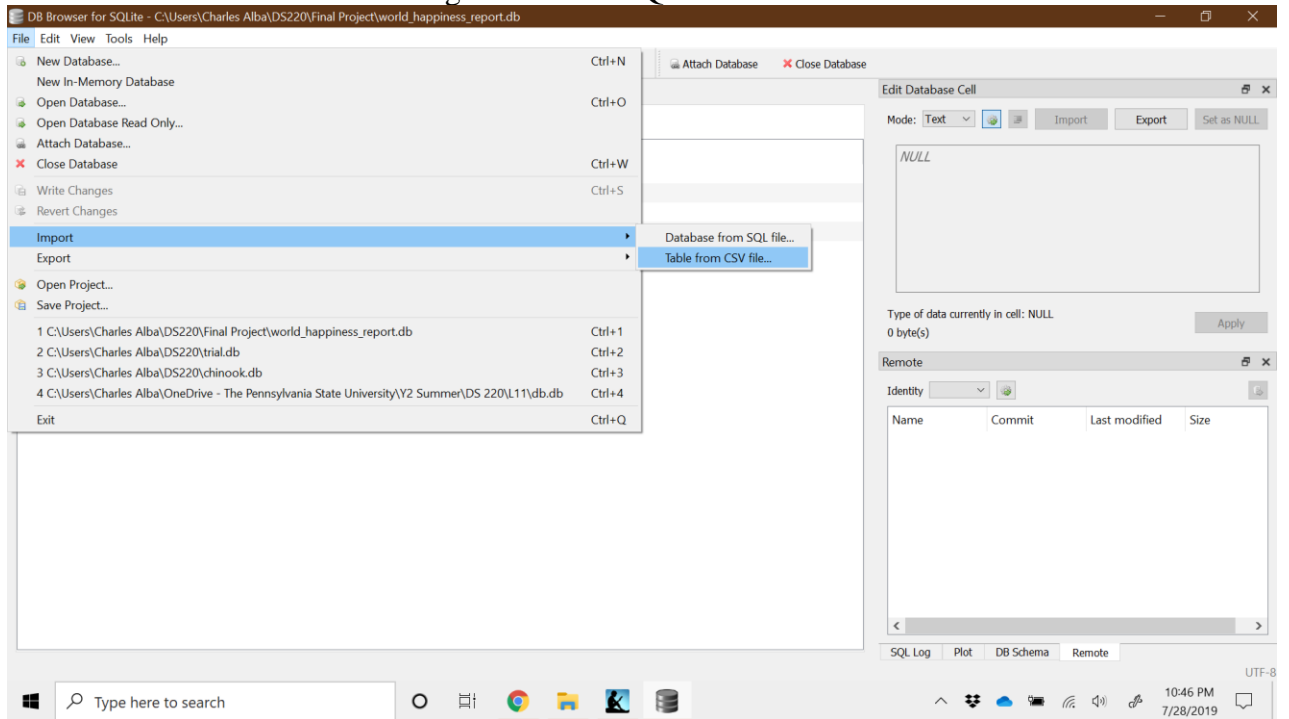 DB Browser for SQLite - C:\Users\Charles Alba\DS220\Final Project\world_happiness_report.db
File Edit View Tools Help
New Database... Ctrl+N
New In-Memory Database
Open Database... Ctrl+O
Open Database Read Only...
Attach Database...
Close Database Ctrl+W
Write Changes Ctrl+S
Revert Changes
Import
Export
Open Project...
Save Project...
1 C:\Users\Charles Alba\DS220\Final Project\world_happiness_report.db Ctrl+1
2 C:\Users\Charles Alba\DS220\trial.db Ctrl+2
3 C:\Users\Charles Alba\DS220\chinook.db Ctrl+3
4 C:\Users\Charles Alba\OneDrive - The Pennsylvania State University\Y2 Summer\DS 220\L11\db.db Ctrl+4
Exit Ctrl+Q
Database from SQL file...
Table from CSV file...
Attach Database Close Database
Edit Database Cell
Mode: Text Import Export Set as NULL
NULL
Type of data currently in cell: NULL
0 byte(s)
Apply
Remote
Identity
Name Commit Last modified Size
SQL Log Plot DB Schema Remote
UTF-8
Type here to search
10:46 PM
7/28/2019